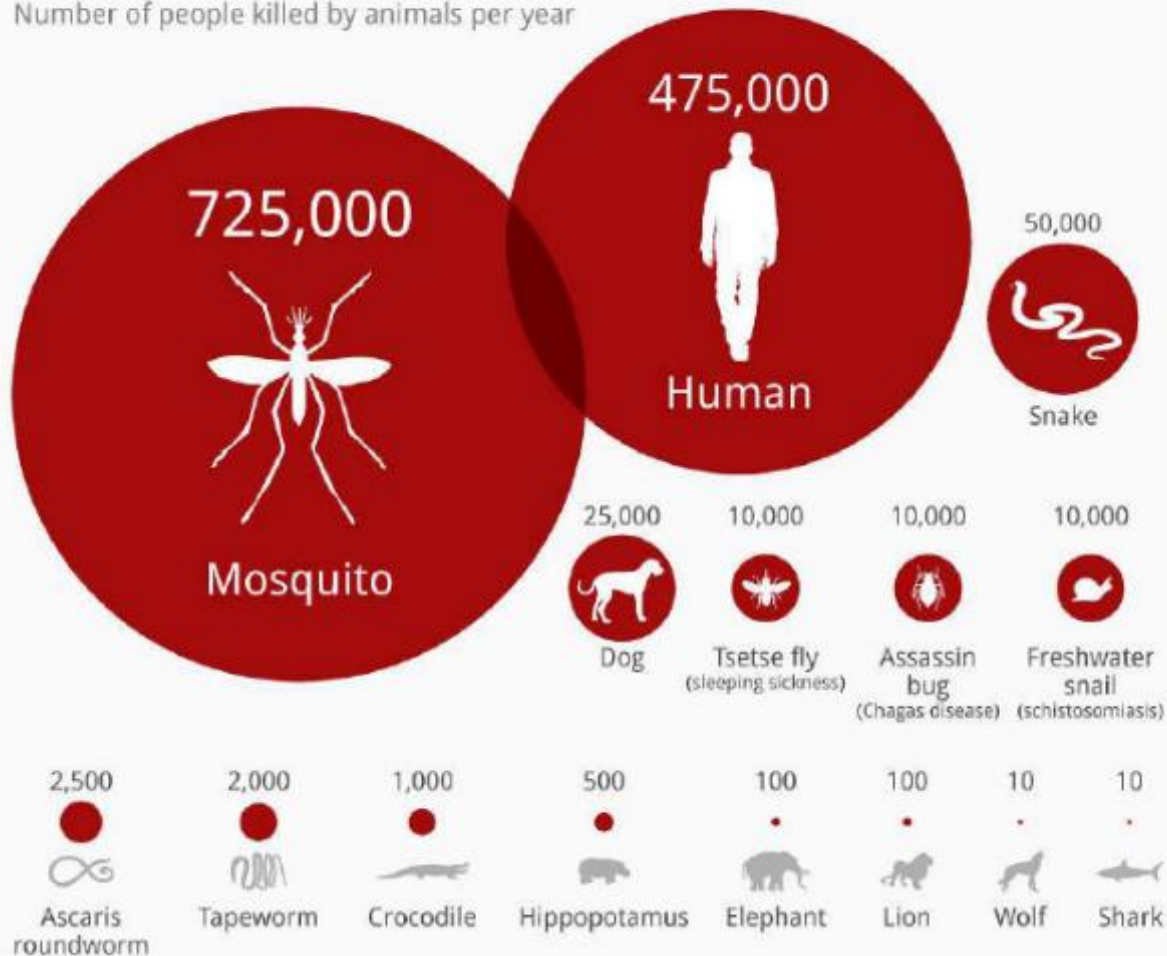 Number of people killed by animals per year
475,000
Human
725,000
Mosquito
50,000
Snake
25,000
Dog
10,000
Tsetse fly
(sleeping sickness)
10,000
Assassin
bug
(Chagas disease)
10,000
Freshwater
snail
(schistosomiasis)
2,500
Ascaris
roundworm
2,000
Tapeworm
1,000
Crocodile
500
Hippopotamus
100
Elephant
100
Lion
10
Wolf
10
Shark